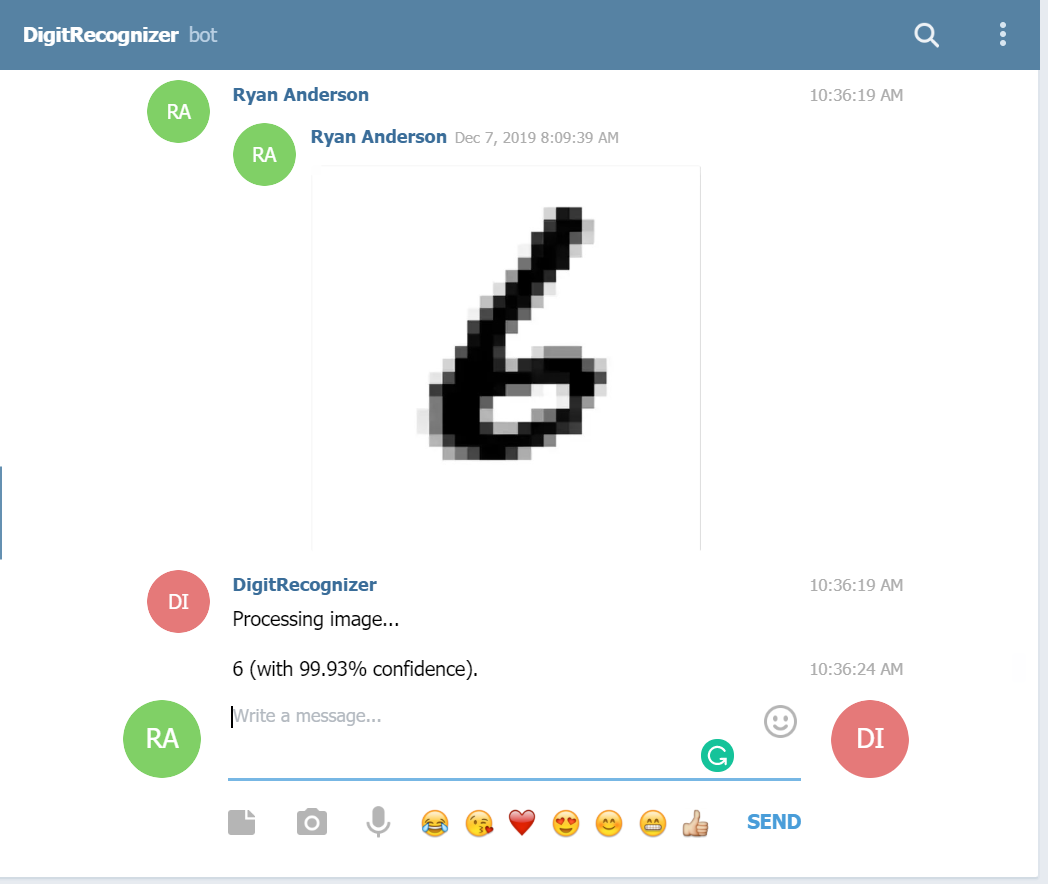 DigitRecognizer bot
RA Ryan Anderson 10:36:19 AM
RA Ryan Anderson Dec 7, 2019 8:09:39 AM
6
DI DigitRecognizer 10:36:19 AM
Processing image...
6 (with 99.93% confidence). 10:36:24 AM
RA Write a message... DI
SEND